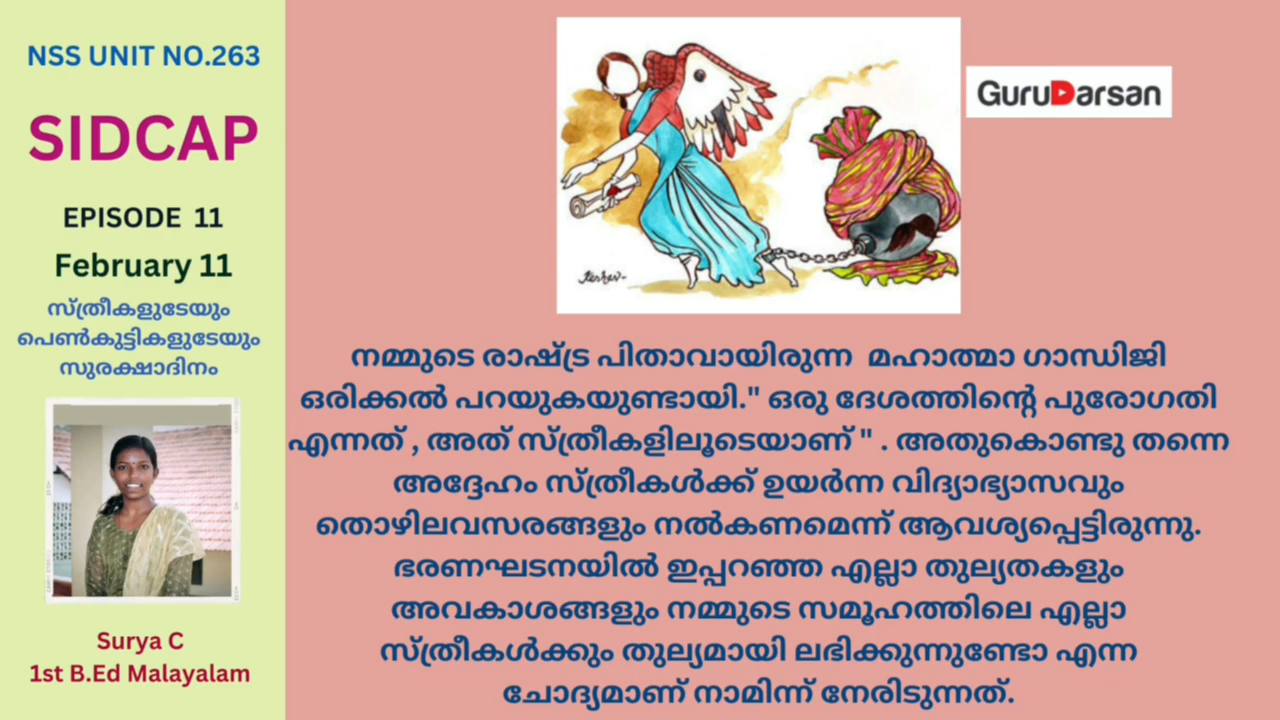 NSS UNIT NO.263
SIDCAP
EPISODE 11
February 11
സ്ത്രീകളുടേയും
പെൺകുട്ടികളുടേയും
സുരക്ഷാദിനം
Surya C
1st B.Ed Malayalam
Keshav-
GuruDarsan
നമ്മുടെ രാഷ്ട്ര പിതാവായിരുന്ന മഹാത്മാ ഗാന്ധിജി
ഒരിക്കൽ പറയുകയുണ്ടായി." ഒരു ദേശത്തിന്റെ പുരോഗതി
എന്നത് , അത് സ്ത്രീകളിലൂടെയാണ് " . അതുകൊണ്ടു തന്നെ
അദ്ദേഹം സ്ത്രീകൾക്ക് ഉയർന്ന വിദ്യാഭ്യാസവും
തൊഴിലവസരങ്ങളും നൽകണമെന്ന് ആവശ്യപ്പെട്ടിരുന്നു.
ഭരണഘടനയിൽ ഇപ്പറഞ്ഞ എല്ലാ തുല്യതകളും
അവകാശങ്ങളും നമ്മുടെ സമൂഹത്തിലെ എല്ലാ
സ്ത്രീകൾക്കും തുല്യമായി ലഭിക്കുന്നുണ്ടോ എന്ന
ചോദ്യമാണ് നാമിന്ന് നേരിടുന്നത്.